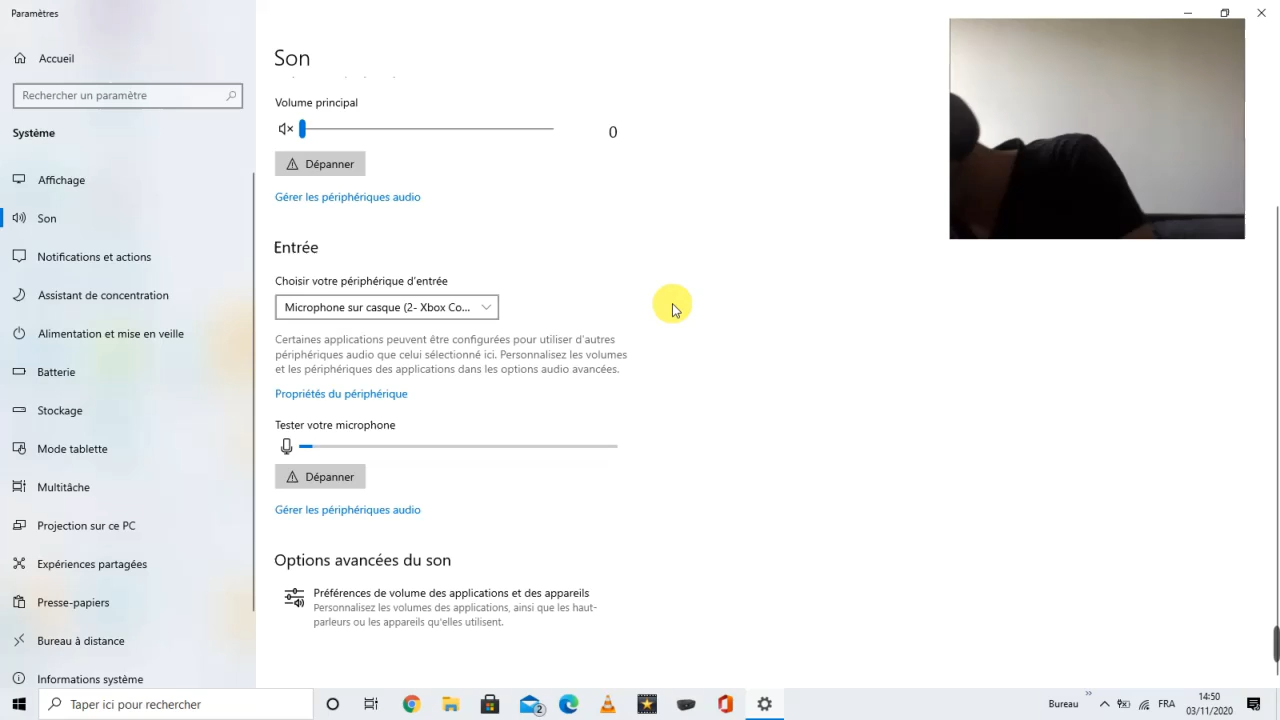 Paramètres
Accueil
Rechercher un paramètre
Système
Affichage
Son
Notifications et actions
Assistant de concentration
Alimentation et mise en veille
Batterie
Stockage
Mode tablette
Multitâche
Projection sur ce PC
Expériences partagées
Presse-papiers
Bureau à distance
Informations système
Son
Volume principal
0
Dépanner
Gérer les périphériques audio
Entrée
Choisir votre périphérique d'entrée
Microphone sur casque (2- Xbox Co...
Certaines applications peuvent être configurées pour utiliser d'autres
périphériques audio que celui sélectionné ici. Personnalisez les volumes
et les périphériques des applications dans les options audio avancées.
Propriétés du périphérique
Tester votre microphone
Dépanner
Gérer les périphériques audio
Options avancées du son
Préférences de volume des applications et des appareils
Personnalisez les volumes des applications, ainsi que les haut-
parleurs ou les appareils qu'elles utilisent.
Taper ici pour rechercher
2
Bureau
FRA
14:50
03/11/2020